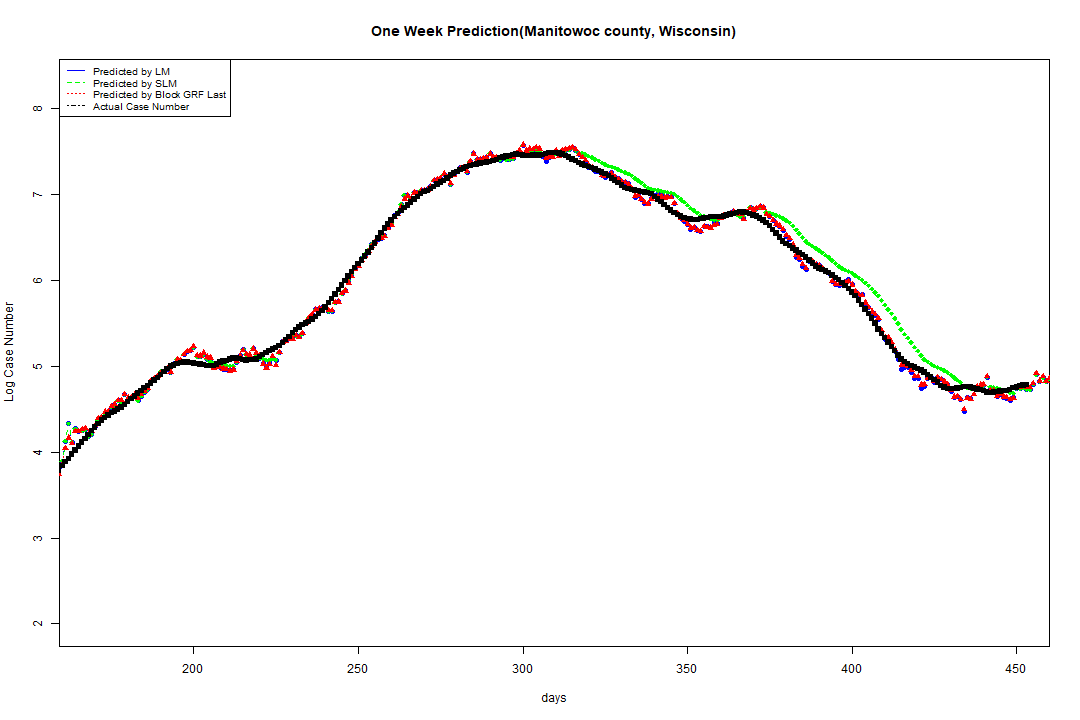 One Week Prediction(Manitowoc county, Wisconsin)
Predicted by LM
Predicted by SLM
Predicted by Block GRF Last
Actual Case Number
8
7
6
5
4
3
2
Log Case Number
200 250 300 350 400 450
days